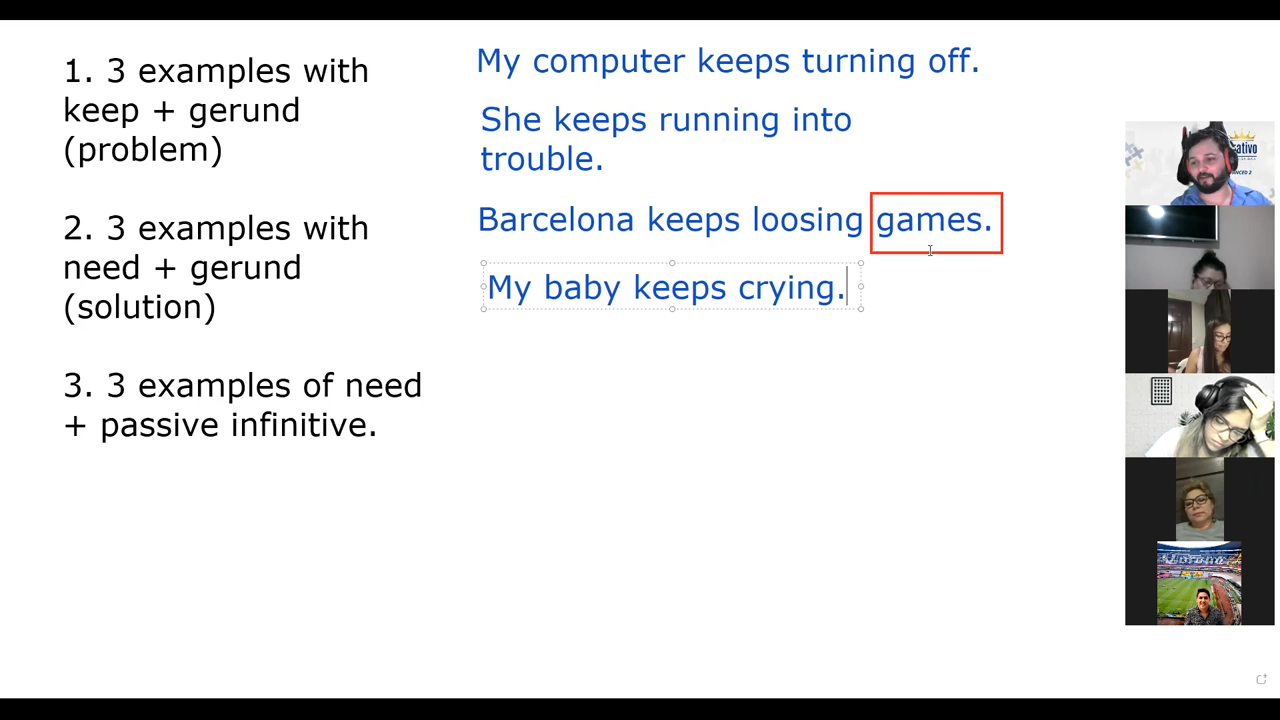 1. 3 examples with
keep + gerund
(problem)
2. 3 examples with
need + gerund
(solution)
3. 3 examples of need
+ passive infinitive.
My computer keeps turning off.
She keeps running into
trouble.
Barcelona keeps loosing games.
My baby keeps crying.